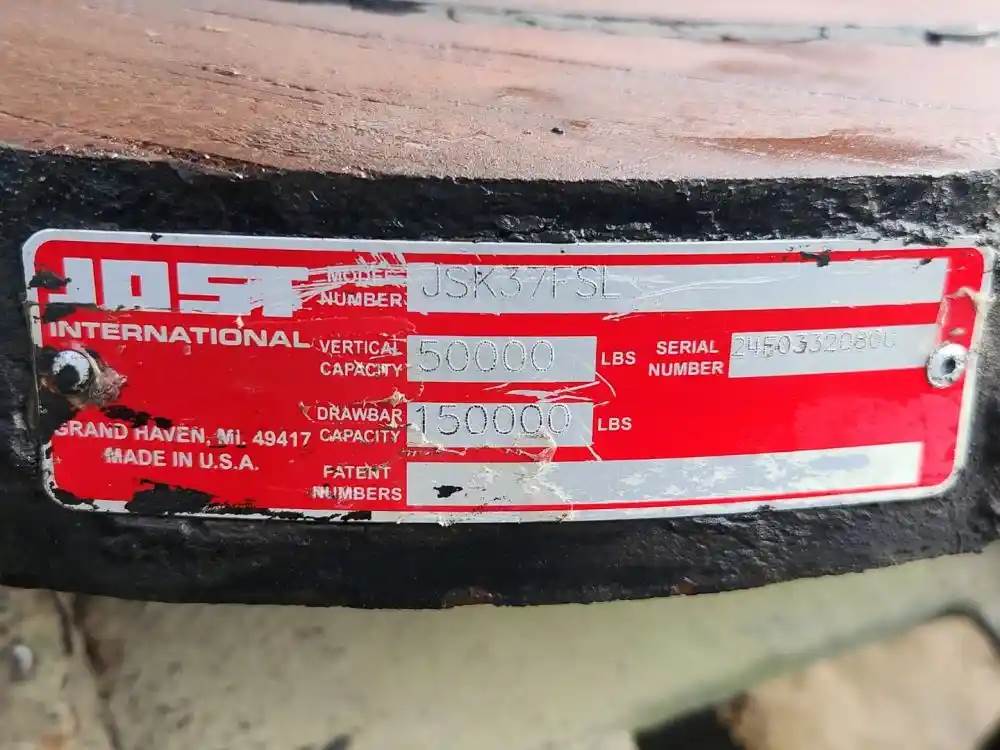 JOST
INTERNATIONAL
GRAND HAVEN, MI. 49417
MADE IN U.S.A.
MODEL NUMBER JSK37FSL
VERTICAL CAPACITY 50000 LBS
SERIAL NUMBER
DRAWBAR CAPACITY 150000 LBS
PATENT NUMBERS